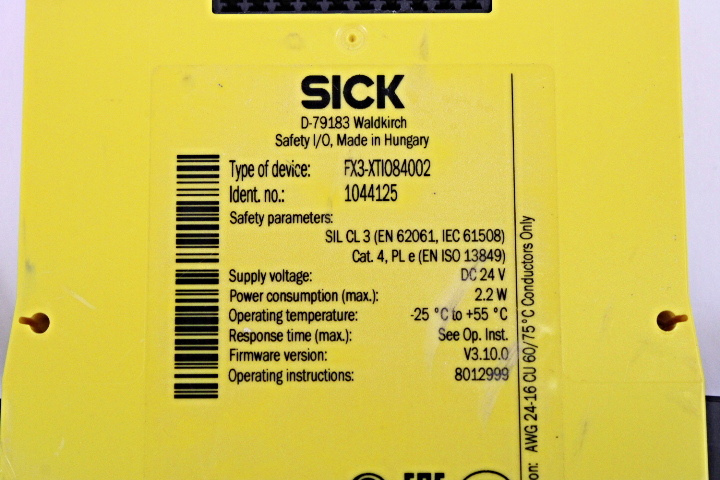 SICK
D-79183 Waldkirch
Safety I/O, Made in Hungary
Type of device: FX3-XTIO84002
Ident. no.: 1044125
Safety parameters:
SIL CL 3 (EN 62061, IEC 61508)
Cat. 4, PL e (EN ISO 13849)
Supply voltage: DC 24 V
Power consumption (max.): 2.2 W
Operating temperature: -25 °C to +55 °C
Response time (max.): See Op. Inst.
Firmware version: V3.10.0
Operating instructions: 8012999
AWG 24-16 CU 60/75°C Conductors Only